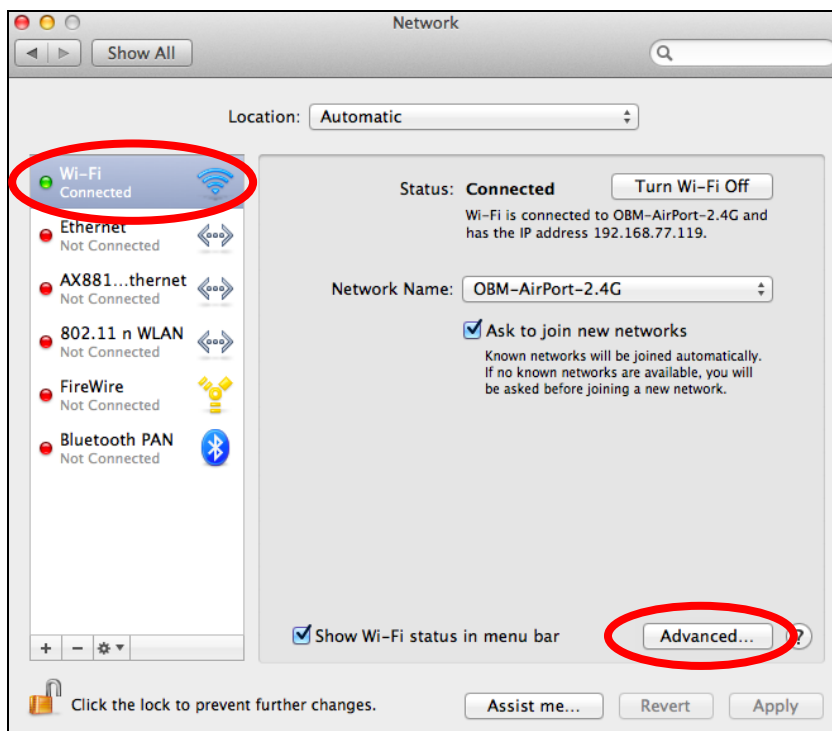 Network
Show All
Location: Automatic
Wi-Fi
Connected
Ethernet
Not Connected
AX881...thernet
Not Connected
802.11 n WLAN
Not Connected
FireWire
Not Connected
Bluetooth PAN
Not Connected
Status: Connected
Turn Wi-Fi Off
Wi-Fi is connected to OBM-AirPort-2.4G and
has the IP address 192.168.77.119.
Network Name: OBM-AirPort-2.4G
Ask to join new networks
Known networks will be joined automatically.
If no known networks are available, you will
be asked before joining a new network.
Show Wi-Fi status in menu bar
Advanced...
?
+ −
Click the lock to prevent further changes.
Assist me...
Revert
Apply